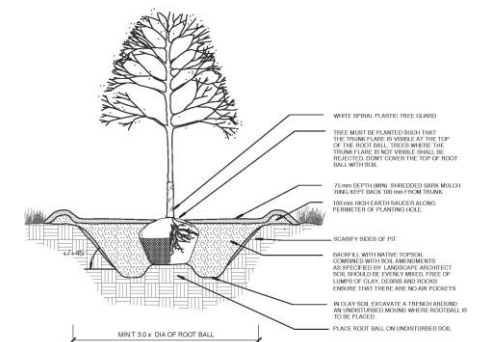 WHITE SPIRAL PLASTIC TREE GUARD
TREE MUST BE PLANTED SUCH THAT
THE TRUNK FLARE IS VISIBLE AT THE TOP
OF THE ROOT BALL. TREES WHERE THE
TRUNK FLARE IS NOT VISIBLE SHALL BE
REJECTED. DON'T COVER THE TOP OF ROOT
BALL WITH SOIL.
75 mm DEPTH (MIN) SHREDDED BARK MULCH
RING KEPT BACK 100 mm FROM TRUNK.
100 mm HIGH EARTH SAUCER ALONG
PERIMETER OF PLANTING HOLE
SCARIFY SIDES OF PIT
BACKFILL WITH NATIVE TOPSOIL
COMBINED WITH SOIL AMENDMENTS
AS SPECIFIED BY LANDSCAPE ARCHITECT
SOIL SHOULD BE EVENLY MIXED, FREE OF
LUMPS OF CLAY, DEBRIS AND ROCKS
ENSURE THAT THERE ARE NO AIR POCKETS
+/-45
IN CLAY SOIL EXCAVATE A TRENCH AROUND
AN UNDISTURBED MOUND WHERE ROOTBALL IS
TO BE PLACED
PLACE ROOT BALL ON UNDISTURBED SOIL
MIN.T 3.0 x DIA OF ROOT BALL